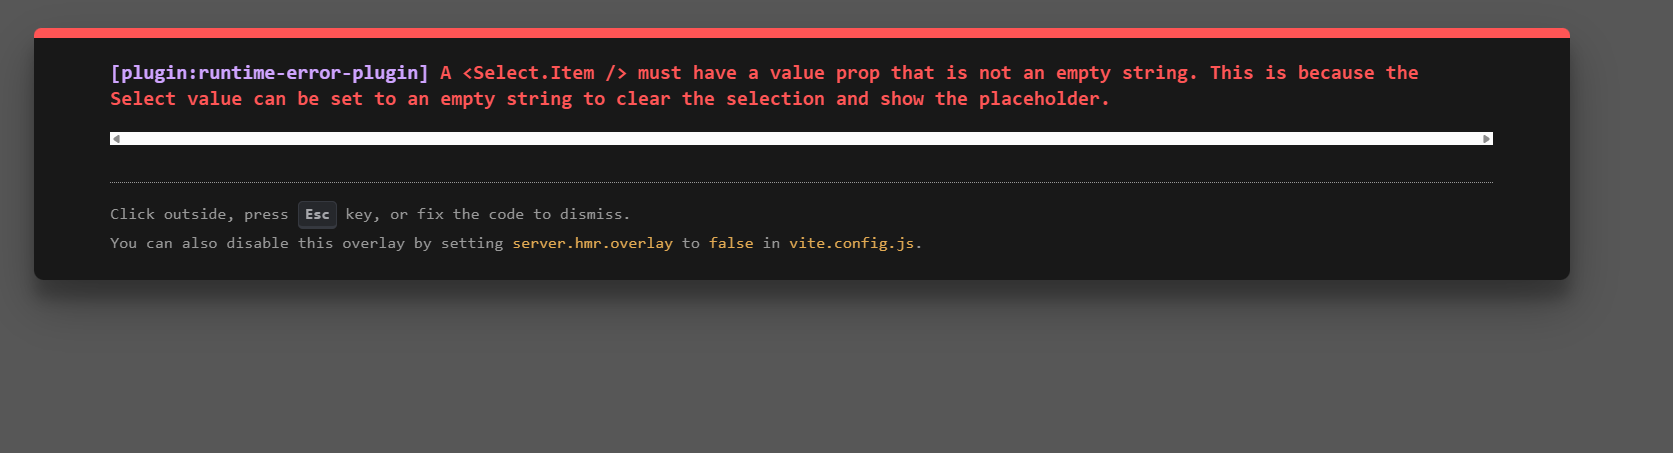 [plugin:runtime-error-plugin] A <Select.Item /> must have a value prop that is not an empty string. This is because the
Select value can be set to an empty string to clear the selection and show the placeholder.
Click outside, press Esc key, or fix the code to dismiss.
You can also disable this overlay by setting server.hmr.overlay to false in vite.config.js.